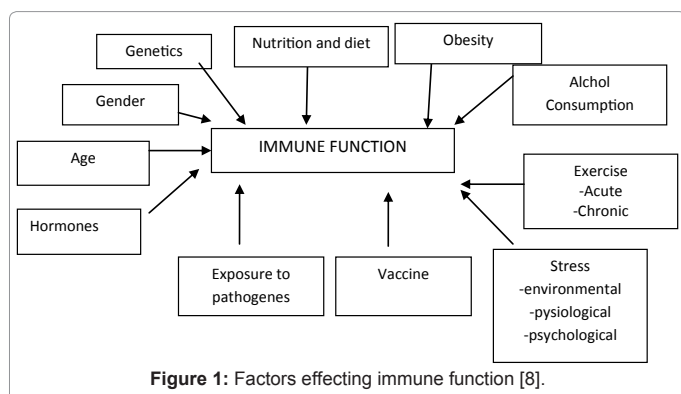 Genetics
Nutrition and diet
Obesity
Alchol
Consumption
Gender
IMMUNE FUNCTION
Age
Exercise
-Acute
-Chronic
Hormones
Exposure to
pathogenes
Vaccine
Stress
-environmental
-pysiological
-psychological
Figure 1: Factors effecting immune function [8].